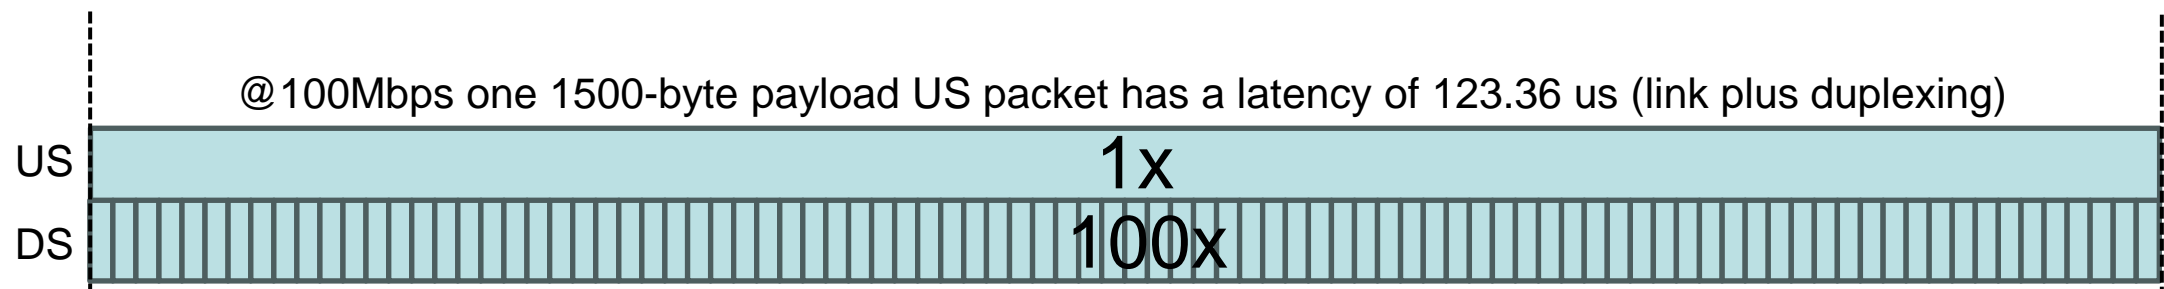 @100Mbps one 1500-byte payload US packet has a latency of 123.36 us (link plus duplexing)
US 1x
DS 100x